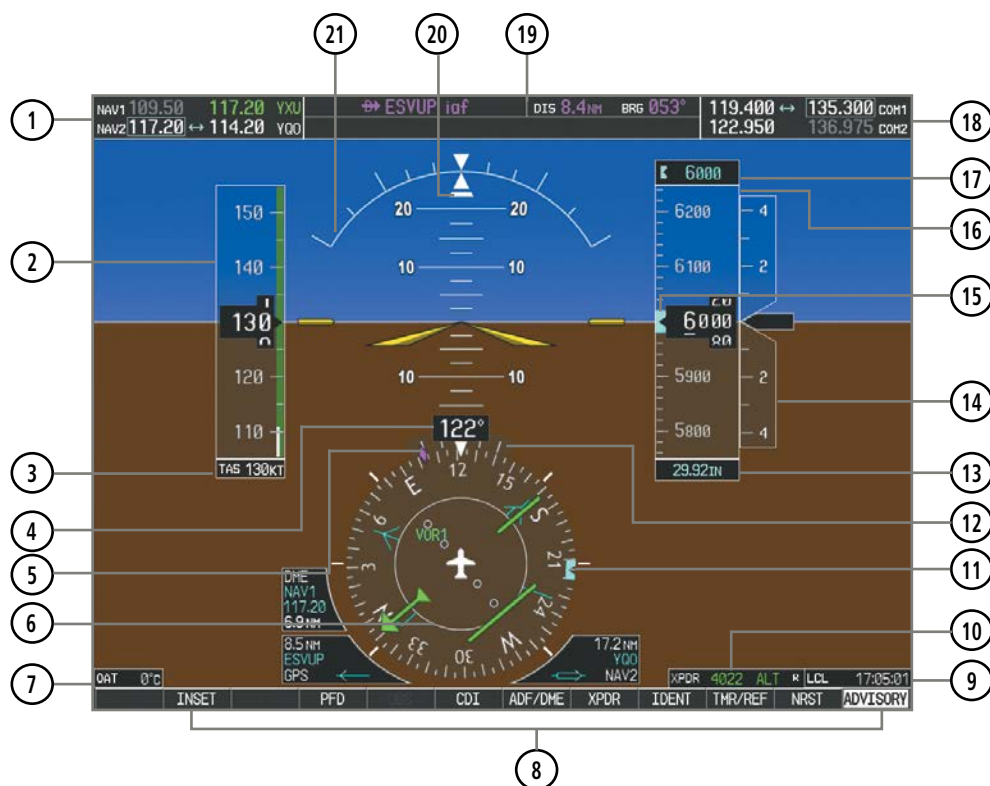 21
20
19
NAV1 109.50 117.20 YXU
NAV2 117.20 ↔ 114.20 YQO
ESVUP iaf
DIS 8.4NM BRG 053°
119.400 ↔ 135.300 COM1
122.950 136.975 COM2
1
18
6000
17
150
20 20
6200
4
16
2
140
10 10
6100
2
15
130
6000
20
80
120
10 10
5900
2
14
110
5800
4
TAS 130KT
122°
29.92IN
3
13
4
12
5
11
6
10
E
12
15
S
21
24
W
30
33
N
3
6
VOR1
DME
NAV1
117.20
6.9NM
8.5NM
ESVUP
GPS
17.2NM
YQO
NAV2
XPDR 4022 ALT R LCL 17:05:01
OAT 0°C
7
9
INSET PFD CDI ADF/DME XPDR IDENT TMR/REF NRST ADVISORY
8